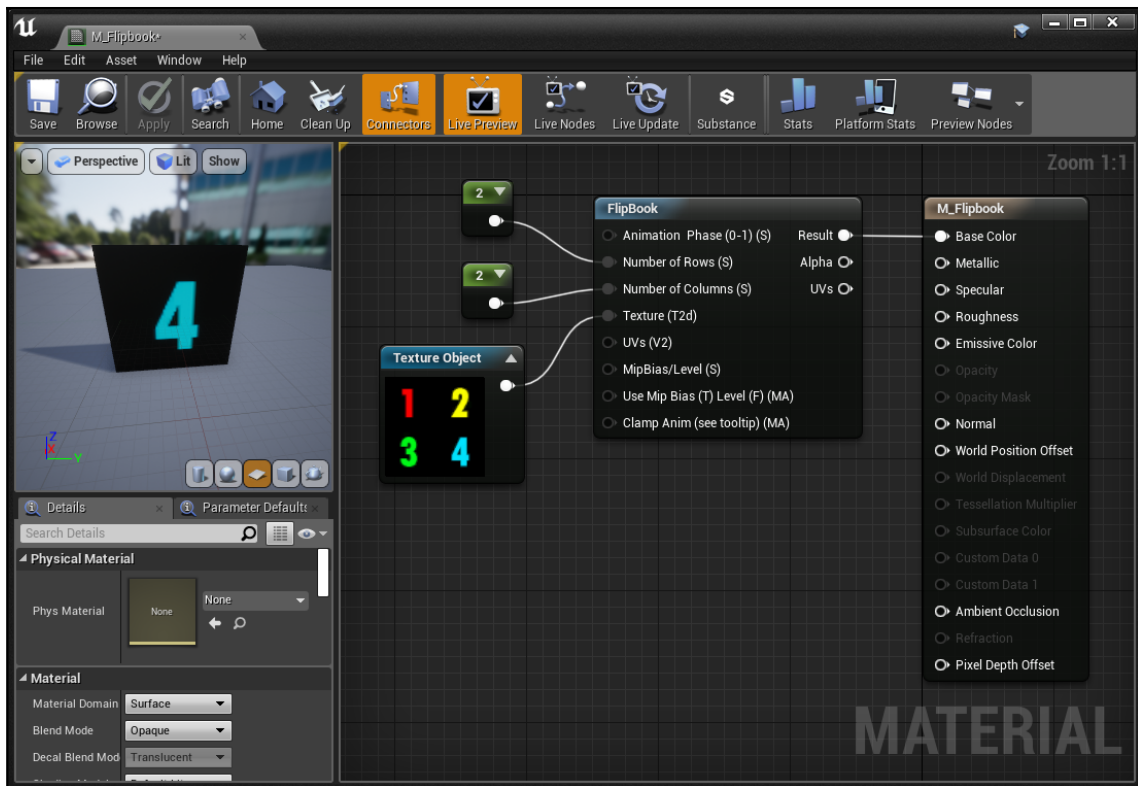 M_Flipbook*
File Edit Asset Window Help
Save Browse Apply Search Home Clean Up Connectors Live Preview Live Nodes Live Update Substance Stats Platform Stats Preview Nodes
Perspective Lit Show
4
Z
X
Y
Zoom 1:1
2
2
Texture Object
1 2
3 4
FlipBook
Animation Phase (0-1) (S) Result
Number of Rows (S) Alpha
Number of Columns (S) UVs
Texture (T2d)
UVs (V2)
MipBias/Level (S)
Use Mip Bias (T) Level (F) (MA)
Clamp Anim (see tooltip) (MA)
M_Flipbook
Base Color
Metallic
Specular
Roughness
Emissive Color
Opacity
Opacity Mask
Normal
World Position Offset
World Displacement
Tessellation Multiplier
Subsurface Color
Custom Data 0
Custom Data 1
Ambient Occlusion
Refraction
Pixel Depth Offset
MATERIAL
Details Parameter Defaults
Search Details
Physical Material
Phys Material None None
Material
Material Domain Surface
Blend Mode Opaque
Decal Blend Mod Translucent